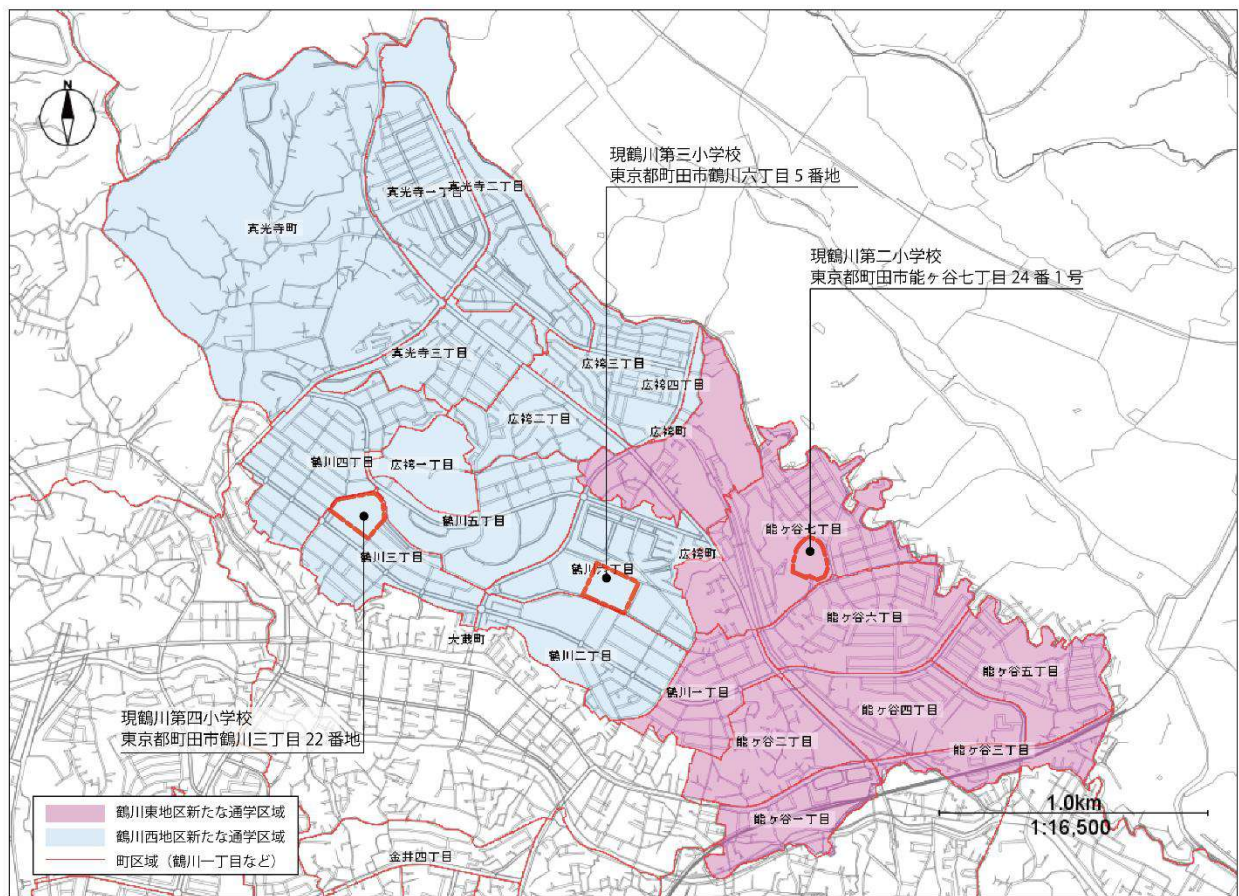 N
現鶴川第三小学校
東京都町田市鶴川六丁目5番地
現鶴川第二小学校
東京都町田市能ヶ谷七丁目24番1号
真光寺一丁目
真光寺二丁目
真光寺町
真光寺三丁目
広袴三丁目
広袴四丁目
広袴二丁目
広袴町
鶴川四丁目
広袴一丁目
鶴川五丁目
能ヶ谷七丁目
鶴川三丁目
広袴町
鶴川六丁目
能ヶ谷六丁目
大蔵町
鶴川二丁目
鶴川一丁目
能ヶ谷五丁目
能ヶ谷四丁目
能ヶ谷二丁目
能ヶ谷三丁目
現鶴川第四小学校
東京都町田市鶴川三丁目22番地
能ヶ谷一丁目
1.0km
1:16,500
鶴川東地区新たな通学区域
鶴川西地区新たな通学区域
町区域（鶴川一丁目など）
金井四丁目